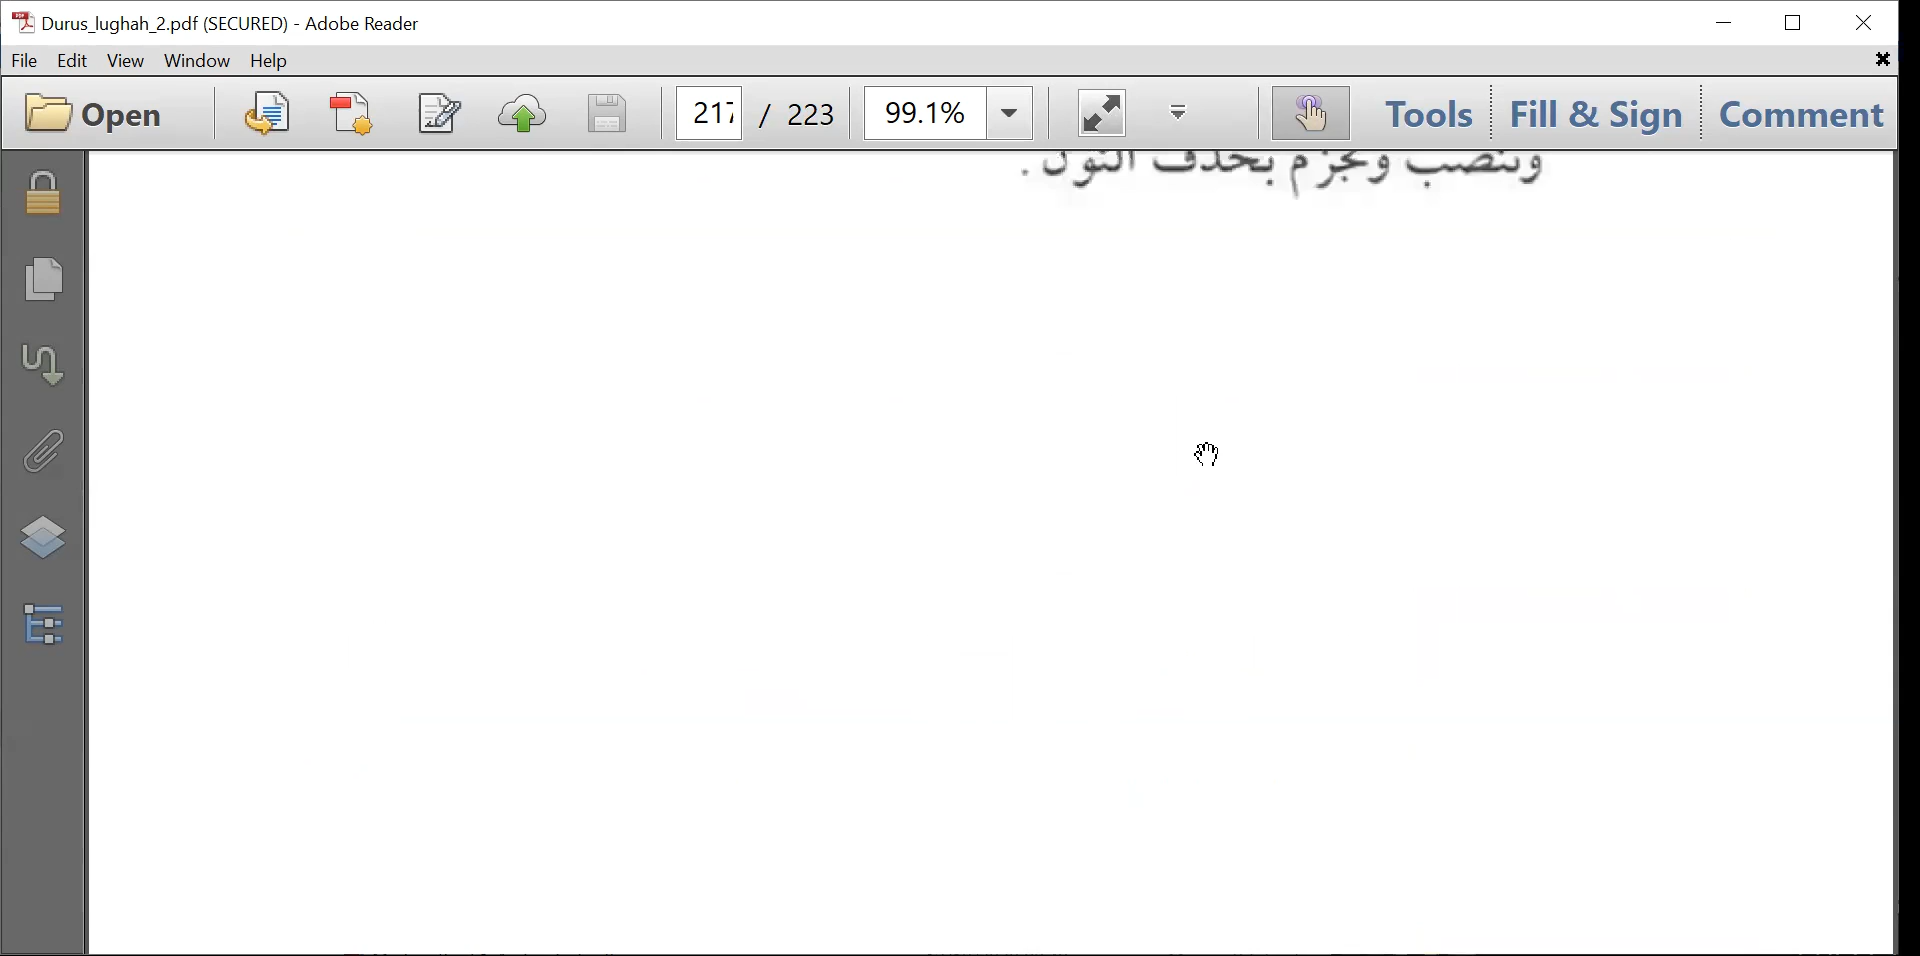 Durus_lughah_2.pdf (SECURED) - Adobe Reader
File Edit View Window Help
Open 217 / 223 99.1% Tools Fill & Sign Comment
وتنصب وتجزم بحذف النون .